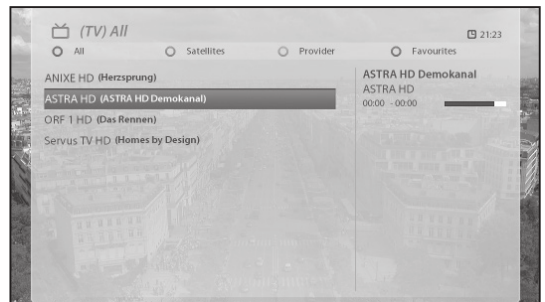 (TV) All
21:23
All Satellites Provider Favourites
ANIXE HD (Herzsprung)
ASTRA HD (ASTRA HD Demokanal)
ORF 1 HD (Das Rennen)
Servus TV HD (Homes by Design)
ASTRA HD Demokanal
ASTRA HD
00:00 - 00:00